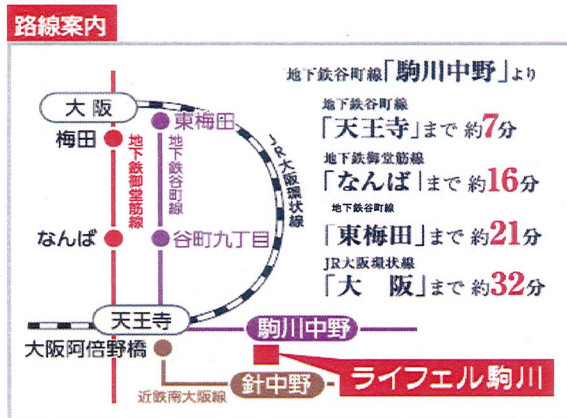 路線案内
地下鉄谷町線「駒川中野」より
地下鉄谷町線
「天王寺」まで 約7分
地下鉄御堂筋線
「なんば」まで 約16分
地下鉄谷町線
「東梅田」まで 約21分
JR大阪環状線
「大 阪」まで 約32分
大阪
梅田
東梅田
地下鉄御堂筋線
地下鉄谷町線
JR大阪環状線
なんば
谷町九丁目
天王寺
大阪阿倍野橋
駒川中野
針中野
近鉄南大阪線
ライフェル駒川